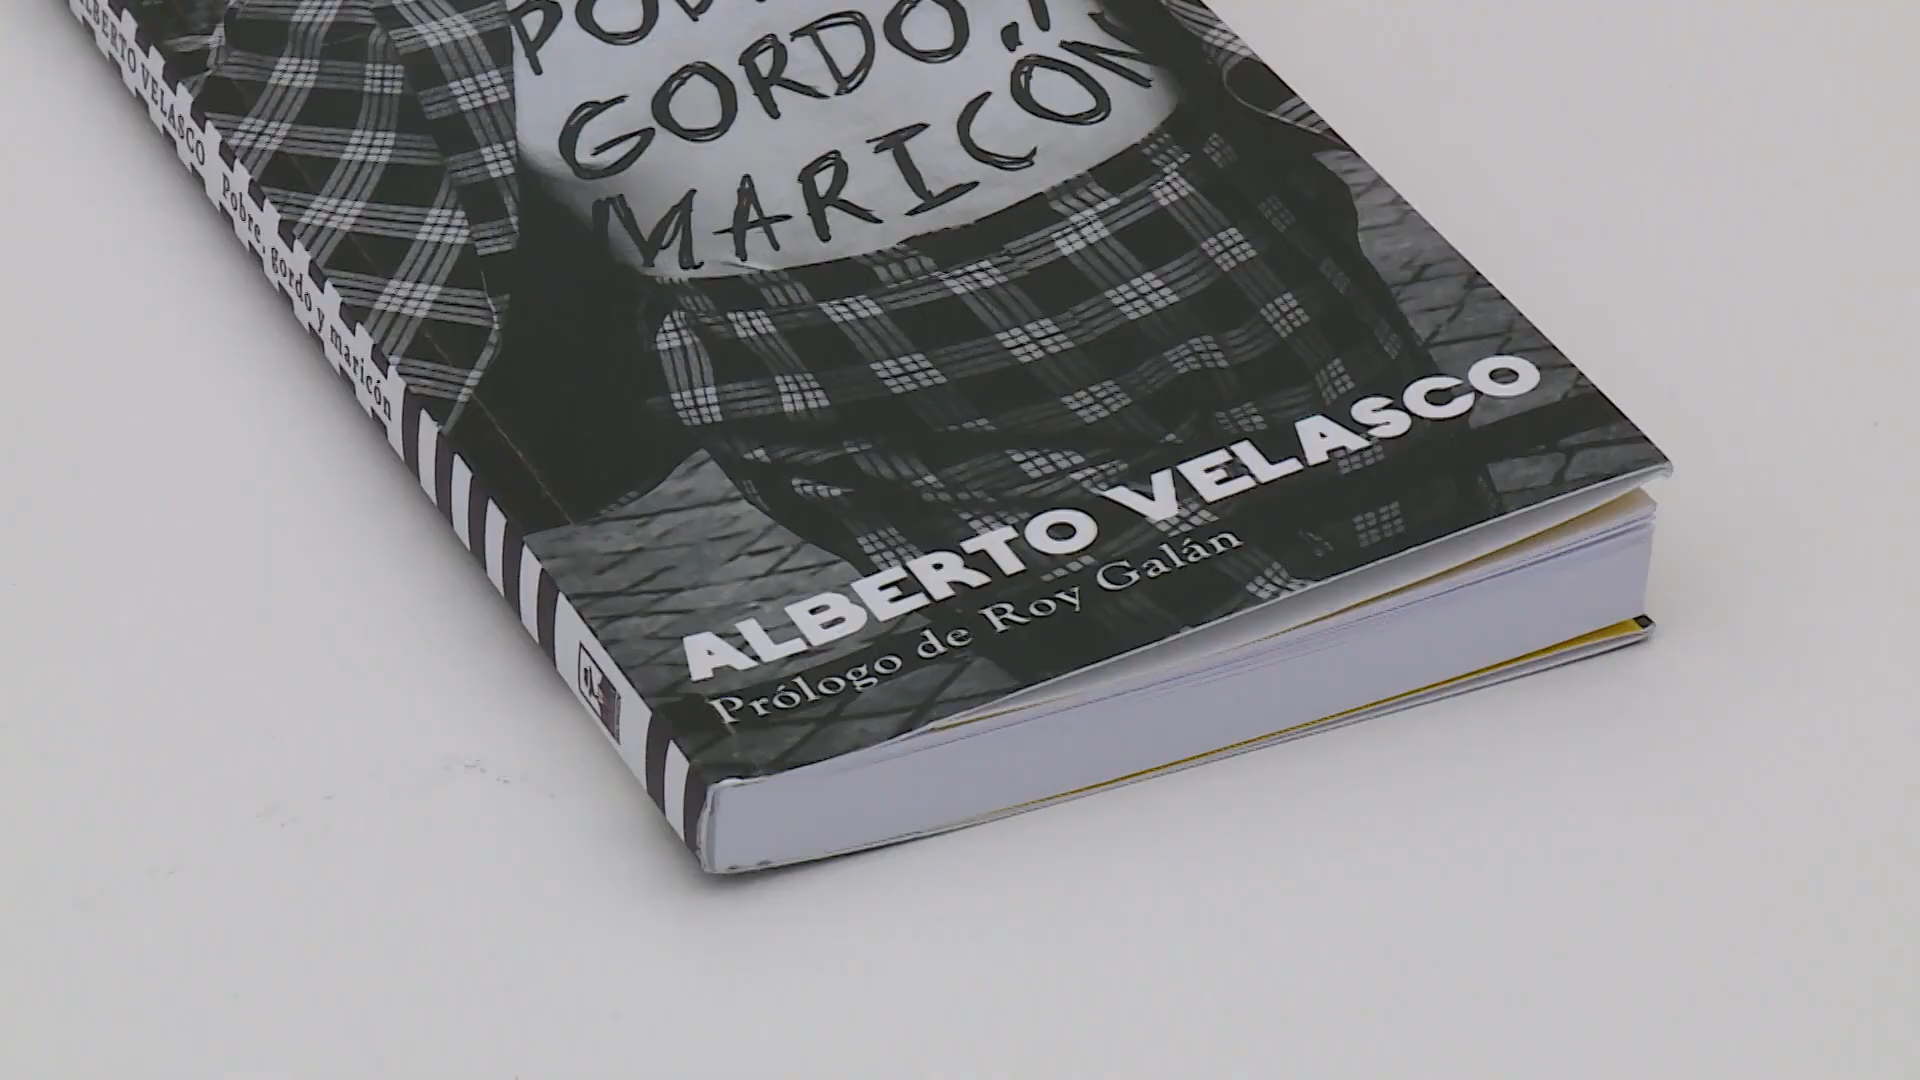 GORDO, Y
MARICÓN
ALBERTO VELASCO
Prólogo de Roy Galán
ALBERTO VELASCO Pobre, gordo y maricón